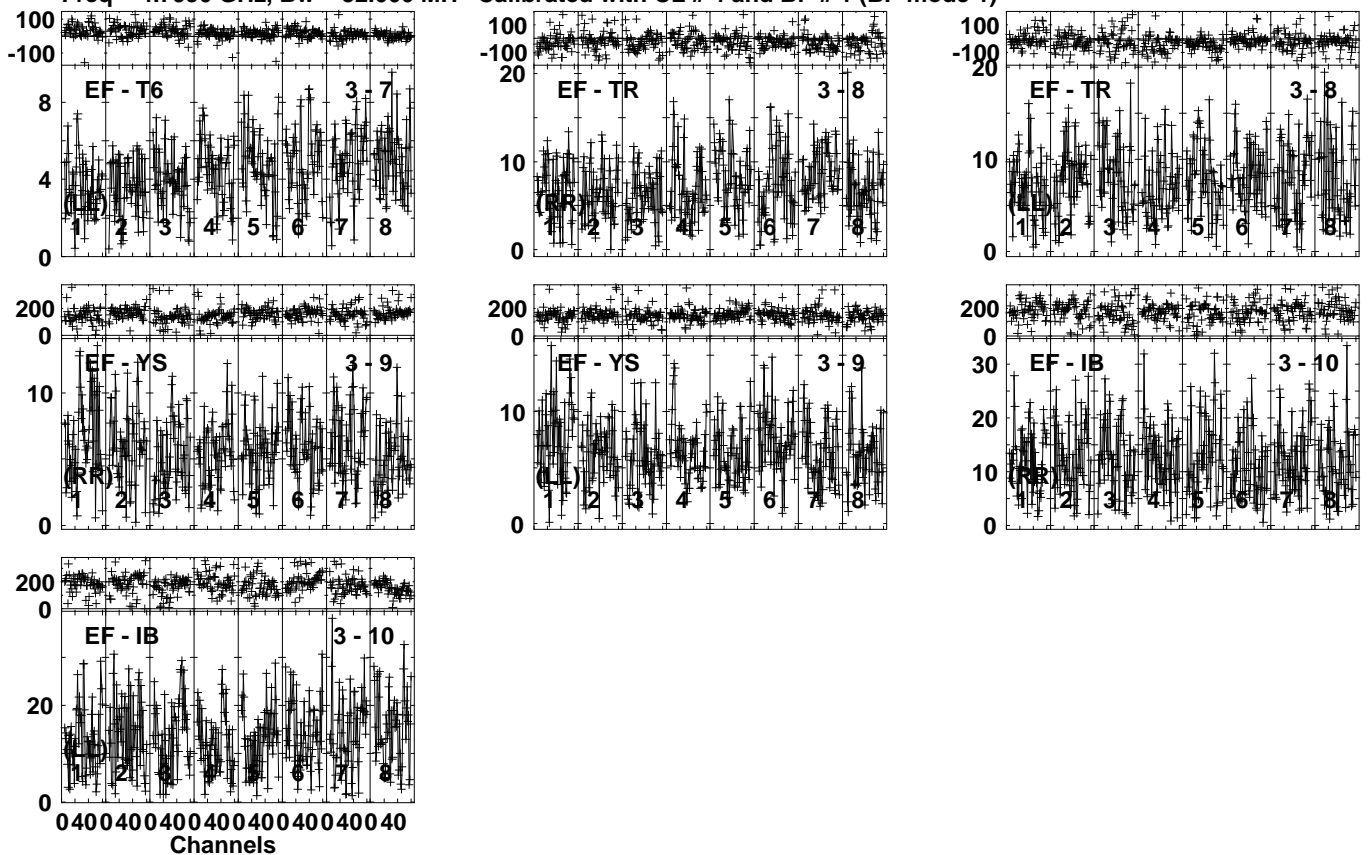 100
-100
EF - T6 3 - 7
8
4
0
(LL)
1 2 3 4 5 6 7 8
100
-100
20
EF - TR 3 - 8
10
0
(RR)
1 2 3 4 5 6 7 8
100
-100
20
EF - TR 3 - 8
10
0
(LL)
1 2 3 4 5 6 7 8
200
0
EF - YS 3 - 9
10
0
(RR)
1 2 3 4 5 6 7 8
200
0
EF - YS 3 - 9
10
0
(LL)
1 2 3 4 5 6 7 8
200
0
EF - IB 3 - 10
30
20
10
0
(RR)
1 2 3 4 5 6 7 8
200
0
EF - IB 3 - 10
20
0
(LL)
1 2 3 4 5 6 7 8
0 40 0 40 0 40 0 40 0 40 0 40 0 40 0 40
Channels